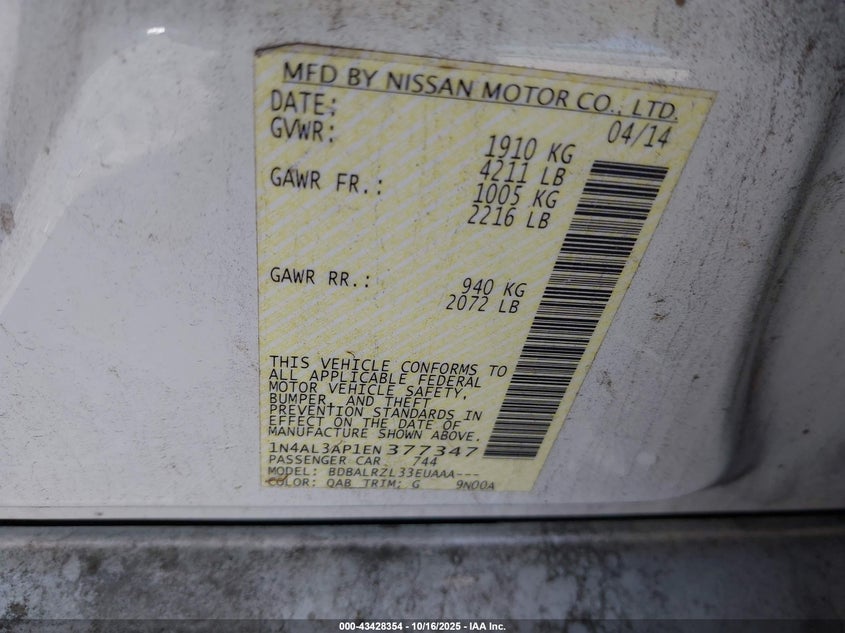 MFD BY NISSAN MOTOR CO., LTD.
DATE: 04/14
GVWR: 1910 KG
4211 LB
GAWR FR.: 1005 KG
2216 LB
GAWR RR.: 940 KG
2072 LB
THIS VEHICLE CONFORMS TO
ALL APPLICABLE FEDERAL
MOTOR VEHICLE SAFETY,
BUMPER, AND THEFT
PREVENTION STANDARDS IN
EFFECT ON THE DATE OF
MANUFACTURE SHOWN ABOVE.
1N4AL3AP1EN377347
PASSENGER CAR 744
MODEL: BDBALRZL33EUAAA---
COLOR: QAB TRIM: G 9N00A
000-43428354 - 10/16/2025 - IAA Inc.